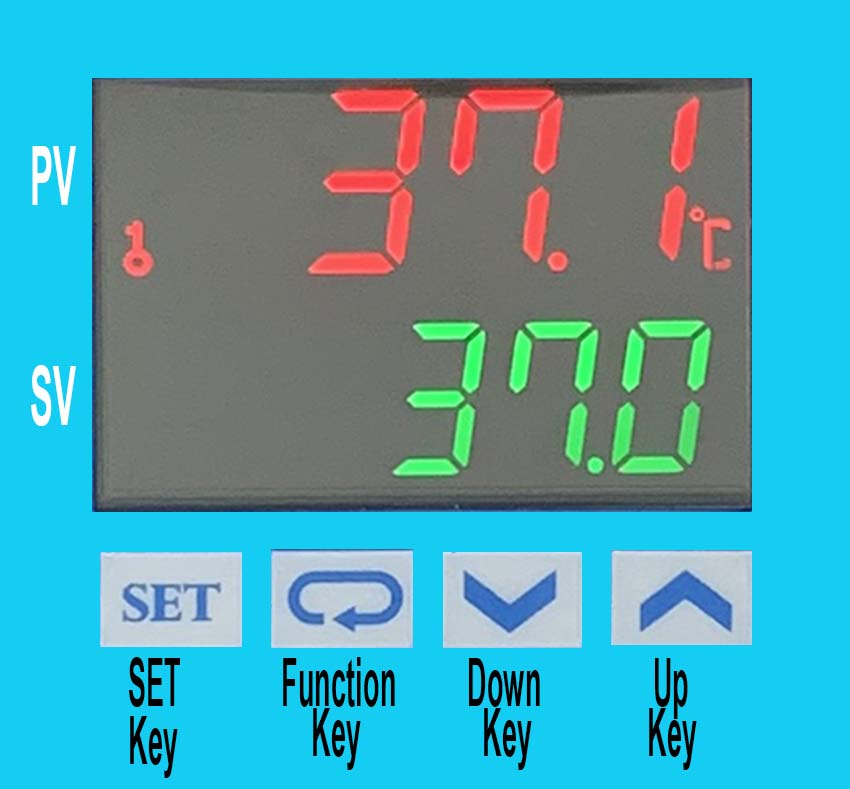 PV
37.1
°C
SV
37.0
SET
SET
Key
Function
Key
Down
Key
Up
Key